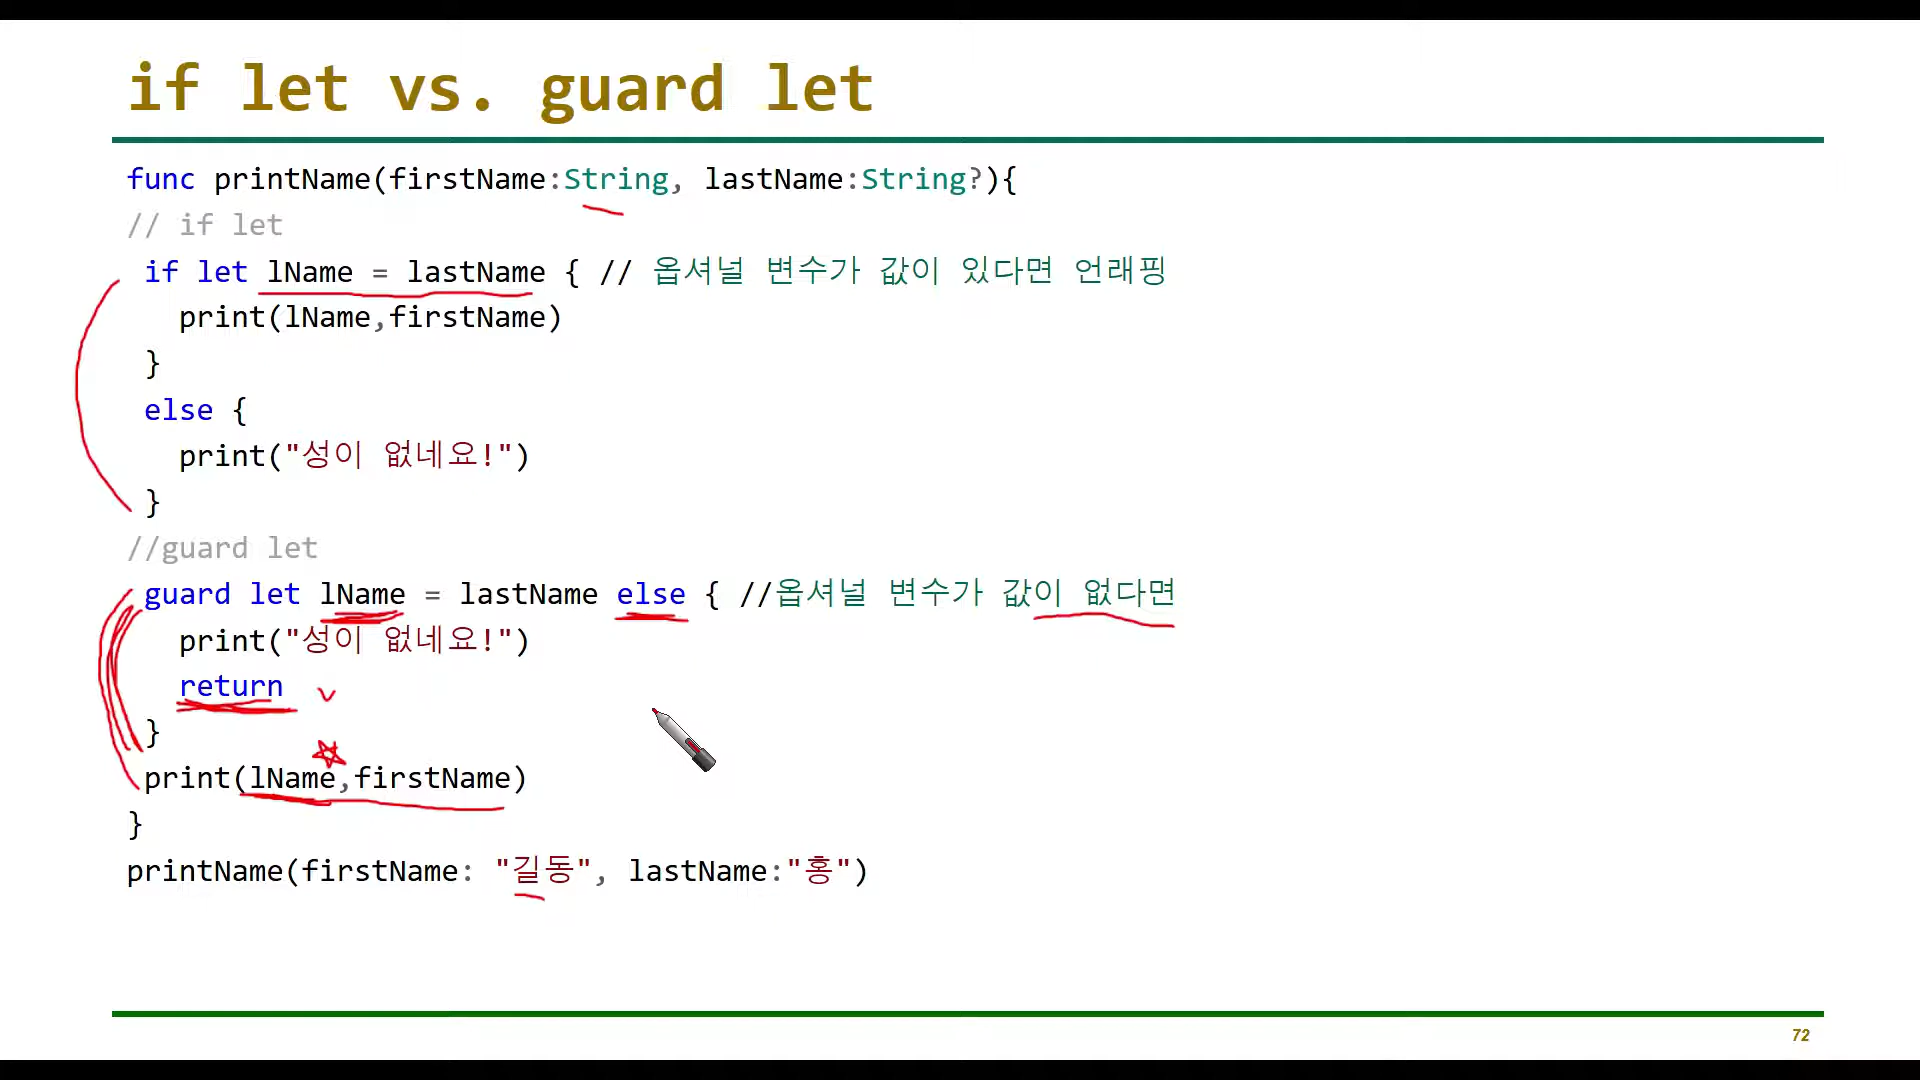 if let vs. guard let
func printName(firstName:String, lastName:String?){
// if let
if let lName = lastName { // 옵셔널 변수가 값이 있다면 언래핑
print(lName,firstName)
}
else {
print("성이 없네요!")
}
//guard let
guard let lName = lastName else { //옵셔널 변수가 값이 없다면
print("성이 없네요!")
return
}
print(lName,firstName)
}
printName(firstName: "길동", lastName:"홍")
72